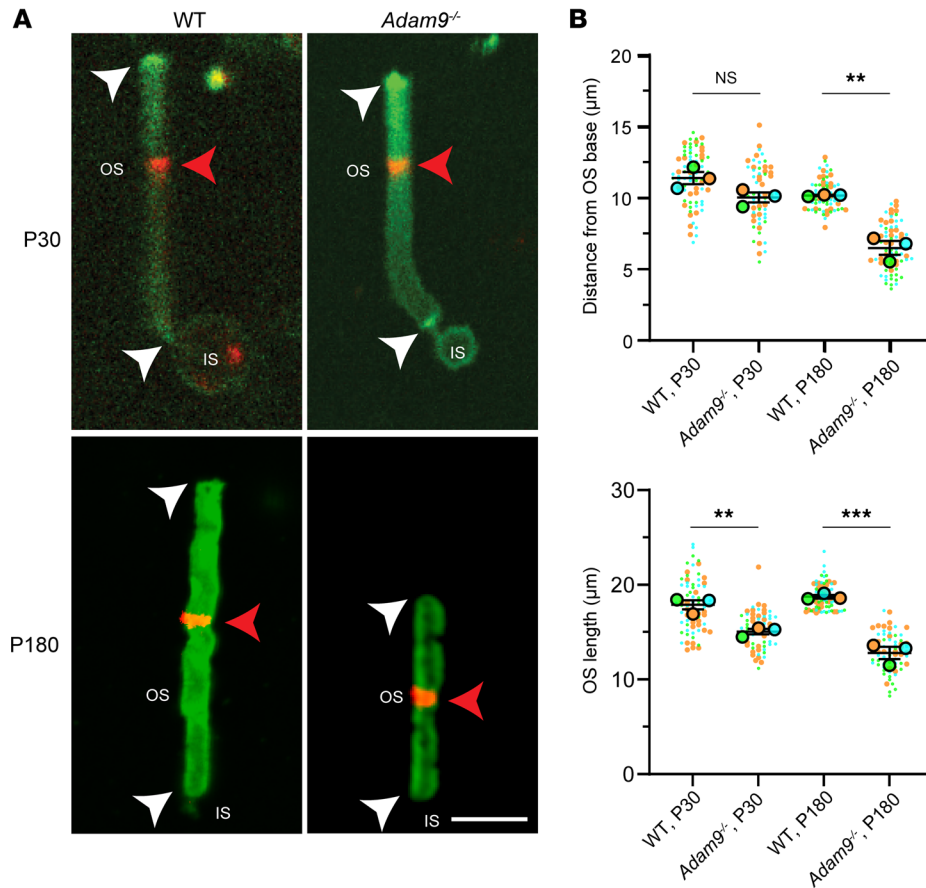 A
WT
Adam9-/-
P30
OS
IS
OS
IS
P180
OS
IS
OS
IS
B
Distance from OS base (µm)
20
15
10
5
0
NS
**
WT, P30
Adam9-/-, P30
WT, P180
Adam9-/-, P180
OS length (µm)
30
20
10
0
**
***
WT, P30
Adam9-/-, P30
WT, P180
Adam9-/-, P180